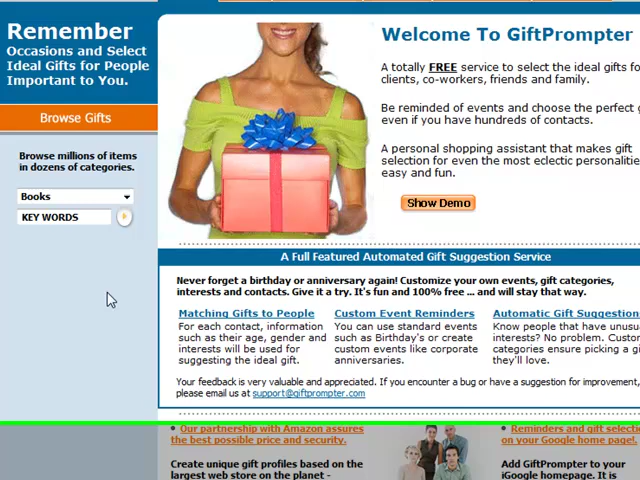 Remember
Occasions and Select
Ideal Gifts for People
Important to You.
Browse Gifts
Browse millions of items
in dozens of categories.
Books
KEY WORDS
Welcome To GiftPrompter
A totally FREE service to select the ideal gifts fo
clients, co-workers, friends and family.
Be reminded of events and choose the perfect g
even if you have hundreds of contacts.
A personal shopping assistant that makes gift
selection for even the most eclectic personalitie
easy and fun.
Show Demo
A Full Featured Automated Gift Suggestion Service
Never forget a birthday or anniversary again! Customize your own events, gift categories,
interests and contacts. Give it a try. It's fun and 100% free ... and will stay that way.
Matching Gifts to People
For each contact, information
such as their age, gender and
interests will be used for
suggesting the ideal gift.
Custom Event Reminders
You can use standard events
such as Birthday's or create
custom events like corporate
anniversaries.
Automatic Gift Suggestion
Know people that have unusu
interests? No problem. Custom
categories ensure picking a gi
they'll love.
Your feedback is very valuable and appreciated. If you encounter a bug or have a suggestion for improvement,
please email us at support@giftprompter.com
Our partnership with Amazon assures
the best possible price and security.
Create unique gift profiles based on the
largest web store on the planet -
Reminders and gift selecti
on your Google home page!.
Add GiftPrompter to your
iGoogle homepage. It is